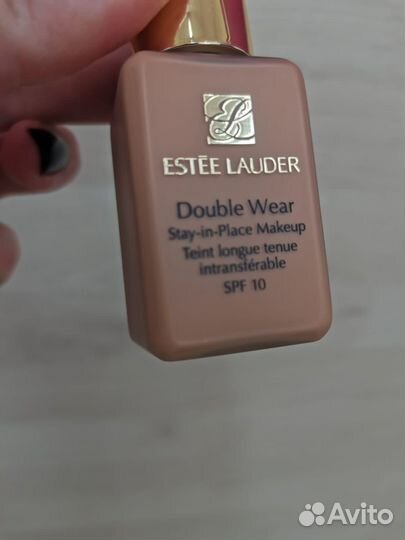 ESTĒE LAUDER
Double Wear
Stay-in-Place Makeup
Teint longue tenue
intransférable
SPF 10
Avito